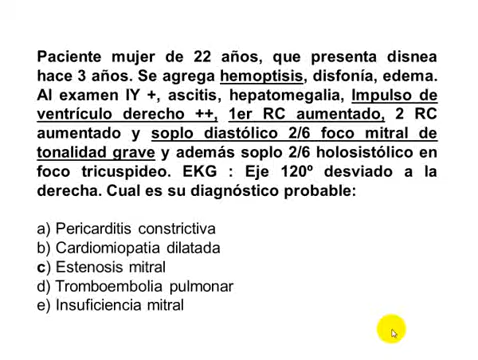 Paciente mujer de 22 años, que presenta disnea
hace 3 años. Se agrega hemoptisis, disfonía, edema.
Al examen IY +, ascitis, hepatomegalia, Impulso de
ventrículo derecho ++, 1er RC aumentado, 2 RC
aumentado y soplo diastólico 2/6 foco mitral de
tonalidad grave y además soplo 2/6 holosistólico en
foco tricuspideo. EKG : Eje 120º desviado a la
derecha. Cual es su diagnóstico probable:
a) Pericarditis constrictiva
b) Cardiomiopatia dilatada
c) Estenosis mitral
d) Tromboembolia pulmonar
e) Insuficiencia mitral